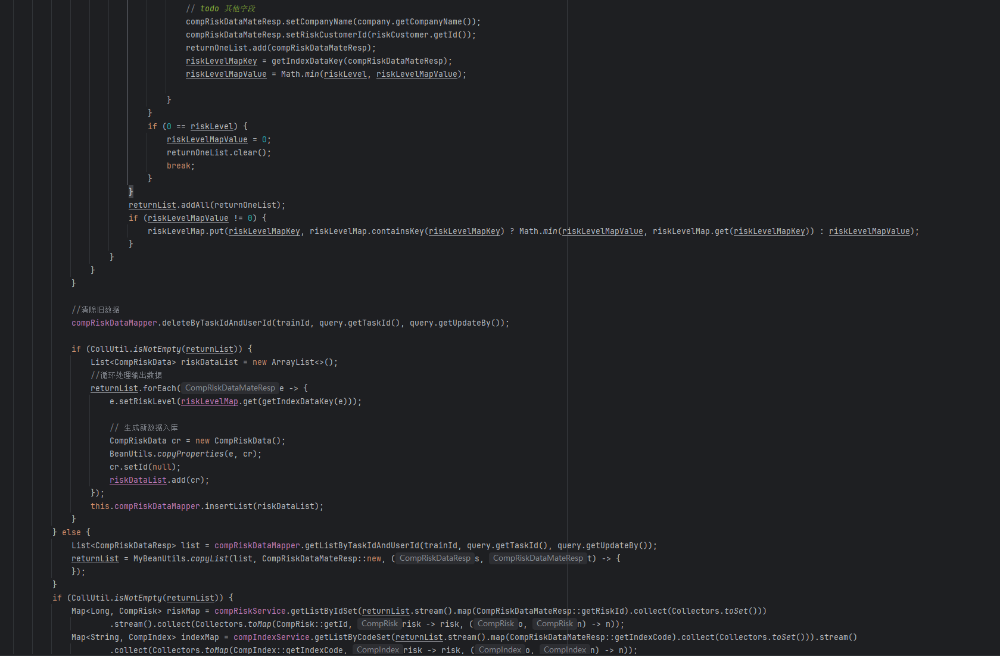 // todo 其他字段
compRiskDataMateResp.setCompanyName(company.getCompanyName());
compRiskDataMateResp.setRiskCustomerId(riskCustomer.getId());
returnOneList.add(compRiskDataMateResp);
riskLevelMapKey = getIndexDataKey(compRiskDataMateResp);
riskLevelMapValue = Math.min(riskLevel, riskLevelMapValue);
}
}
if (0 == riskLevel) {
riskLevelMapValue = 0;
returnOneList.clear();
break;
}
}
returnList.addAll(returnOneList);
if (riskLevelMapValue != 0) {
riskLevelMap.put(riskLevelMapKey, riskLevelMap.containsKey(riskLevelMapKey) ? Math.min(riskLevelMapValue, riskLevelMap.get(riskLevelMapKey)) : riskLevelMapValue);
}
}
}
}
//清除旧数据
compRiskDataMapper.deleteByTaskIdAndUserId(trainId, query.getTaskId(), query.getUpdateBy());
if (CollUtil.isNotEmpty(returnList)) {
List<CompRiskData> riskDataList = new ArrayList<>();
//循环处理输出数据
returnList.forEach( CompRiskDataMateResp e -> {
e.setRiskLevel(riskLevelMap.get(getIndexDataKey(e)));
// 生成新数据入库
CompRiskData cr = new CompRiskData();
BeanUtils.copyProperties(e, cr);
cr.setId(null);
riskDataList.add(cr);
});
this.compRiskDataMapper.insertList(riskDataList);
}
} else {
List<CompRiskDataResp> list = compRiskDataMapper.getListByTaskIdAndUserId(trainId, query.getTaskId(), query.getUpdateBy());
returnList = MyBeanUtils.copyList(list, CompRiskDataMateResp::new, ( CompRiskDataResp s, CompRiskDataMateResp t) -> {
});
}
if (CollUtil.isNotEmpty(returnList)) {
Map<Long, CompRisk> riskMap = compRiskService.getListByIdSet(returnList.stream().map(CompRiskDataMateResp::getRiskId).collect(Collectors.toSet()))
.stream().collect(Collectors.toMap(CompRisk::getId, CompRisk risk -> risk, ( CompRisk o, CompRisk n) -> n));
Map<String, CompIndex> indexMap = compIndexService.getListByCodeSet(returnList.stream().map(CompRiskDataMateResp::getIndexCode).collect(Collectors.toSet())).stream()
.collect(Collectors.toMap(CompIndex::getIndexCode, CompIndex risk -> risk, ( CompIndex o, CompIndex n) -> n));